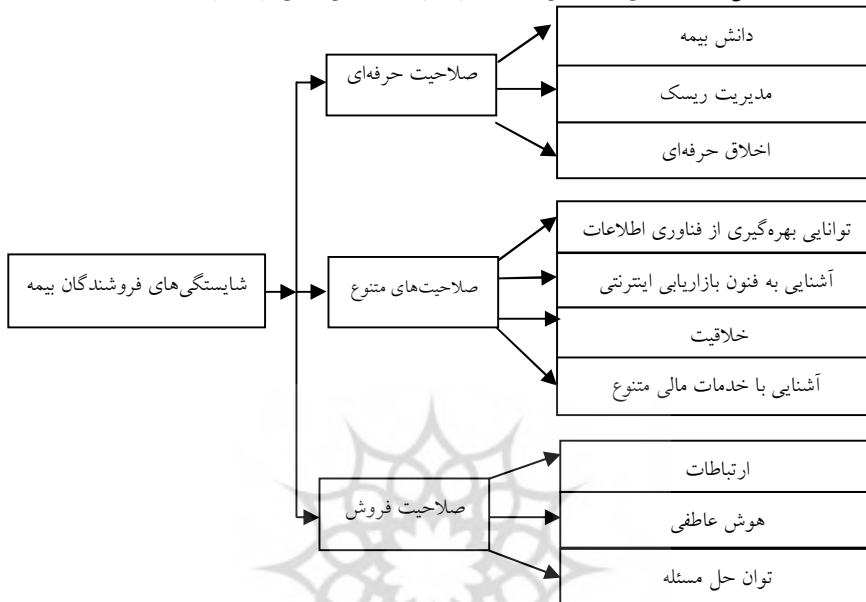 دانش بیمه
صلاحیت حرفه‌ای
مدیریت ریسک
اخلاق حرفه‌ای
توانایی بهره‌گیری از فناوری اطلاعات
شایستگی‌های فروشندگان بیمه
صلاحیت‌های متنوع
آشنایی به فنون بازاریابی اینترنتی
خلاقیت
آشنایی با خدمات مالی متنوع
ارتباطات
صلاحیت فروش
هوش عاطفی
توان حل مسئله